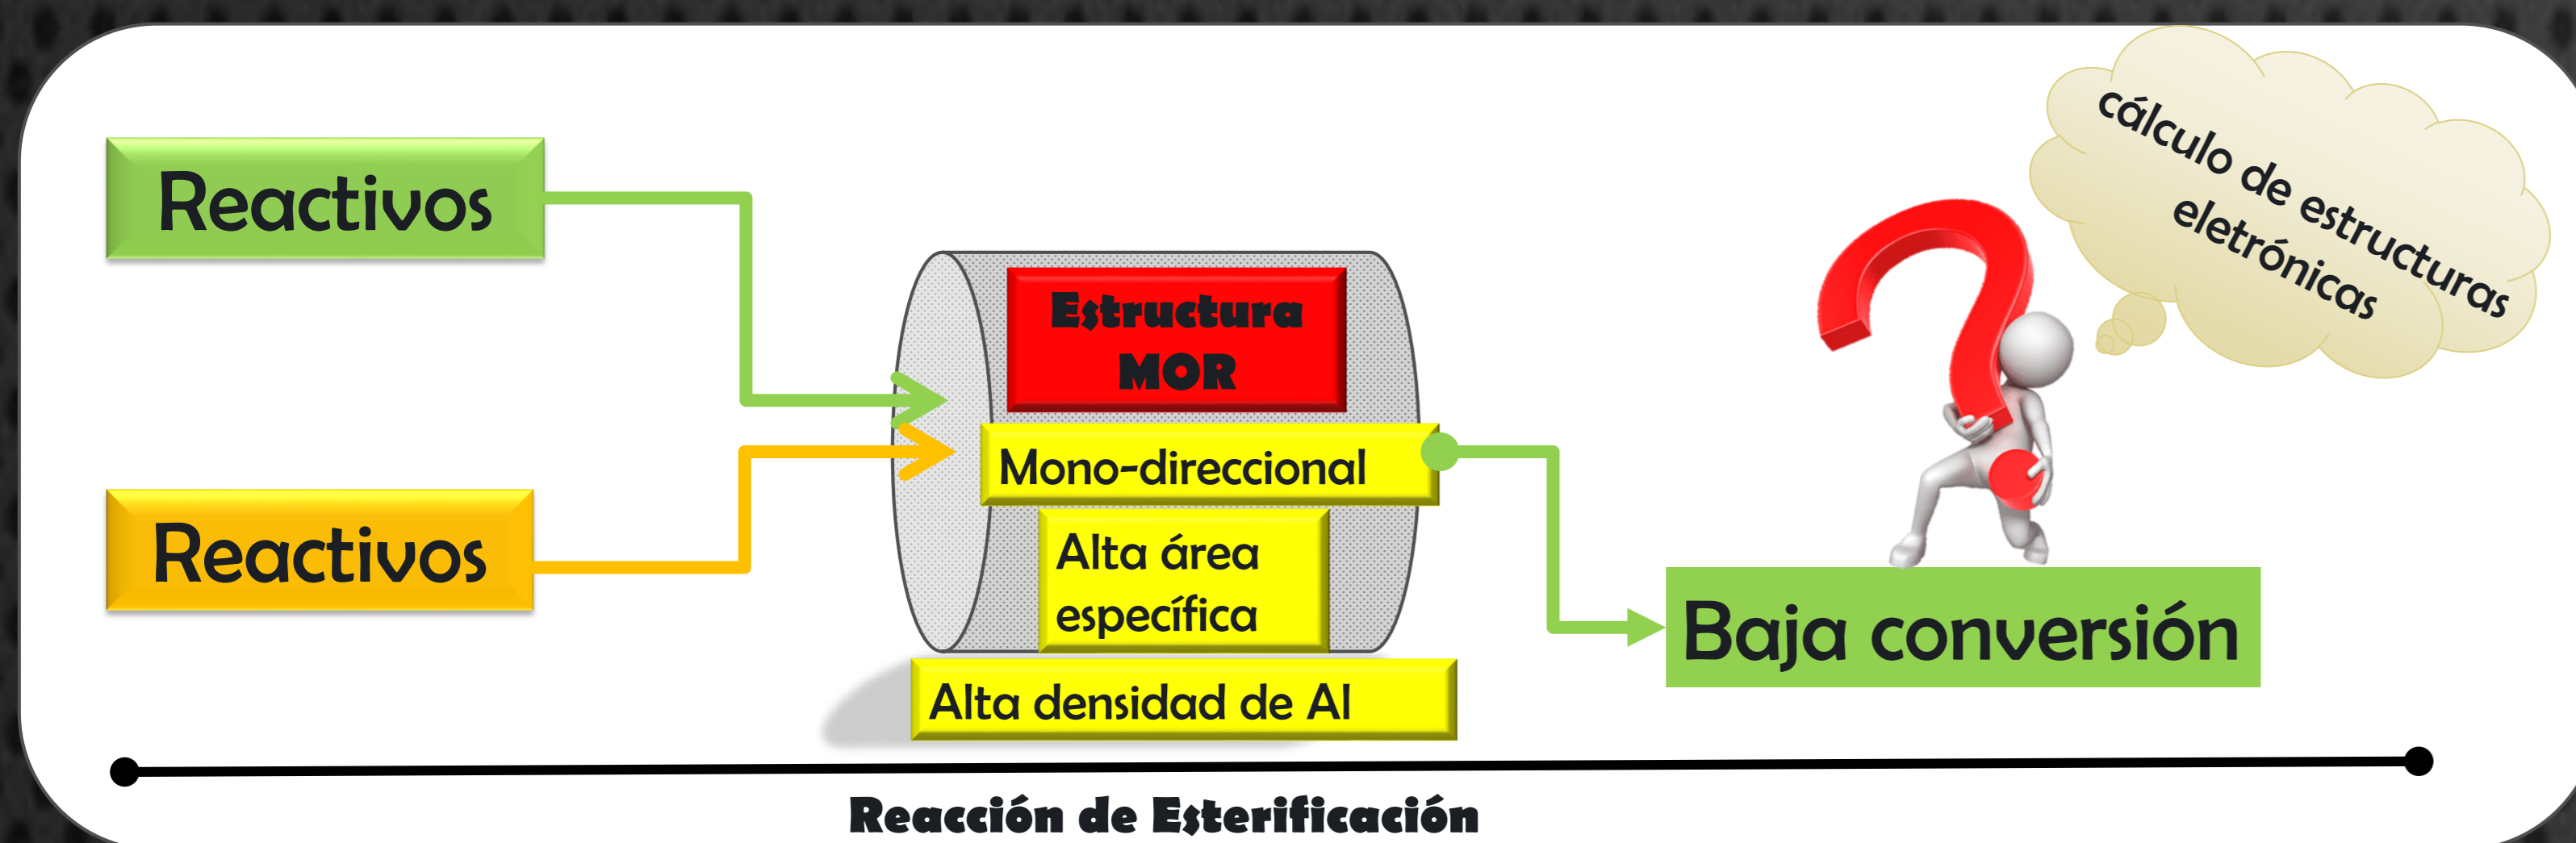 cálculo de estructuras
eletrónicas
Reactivos
Estructura
MOR
Mono-direccional
Reactivos
Alta área
específica
Baja conversión
Alta densidad de Al
Reacción de Esterificación